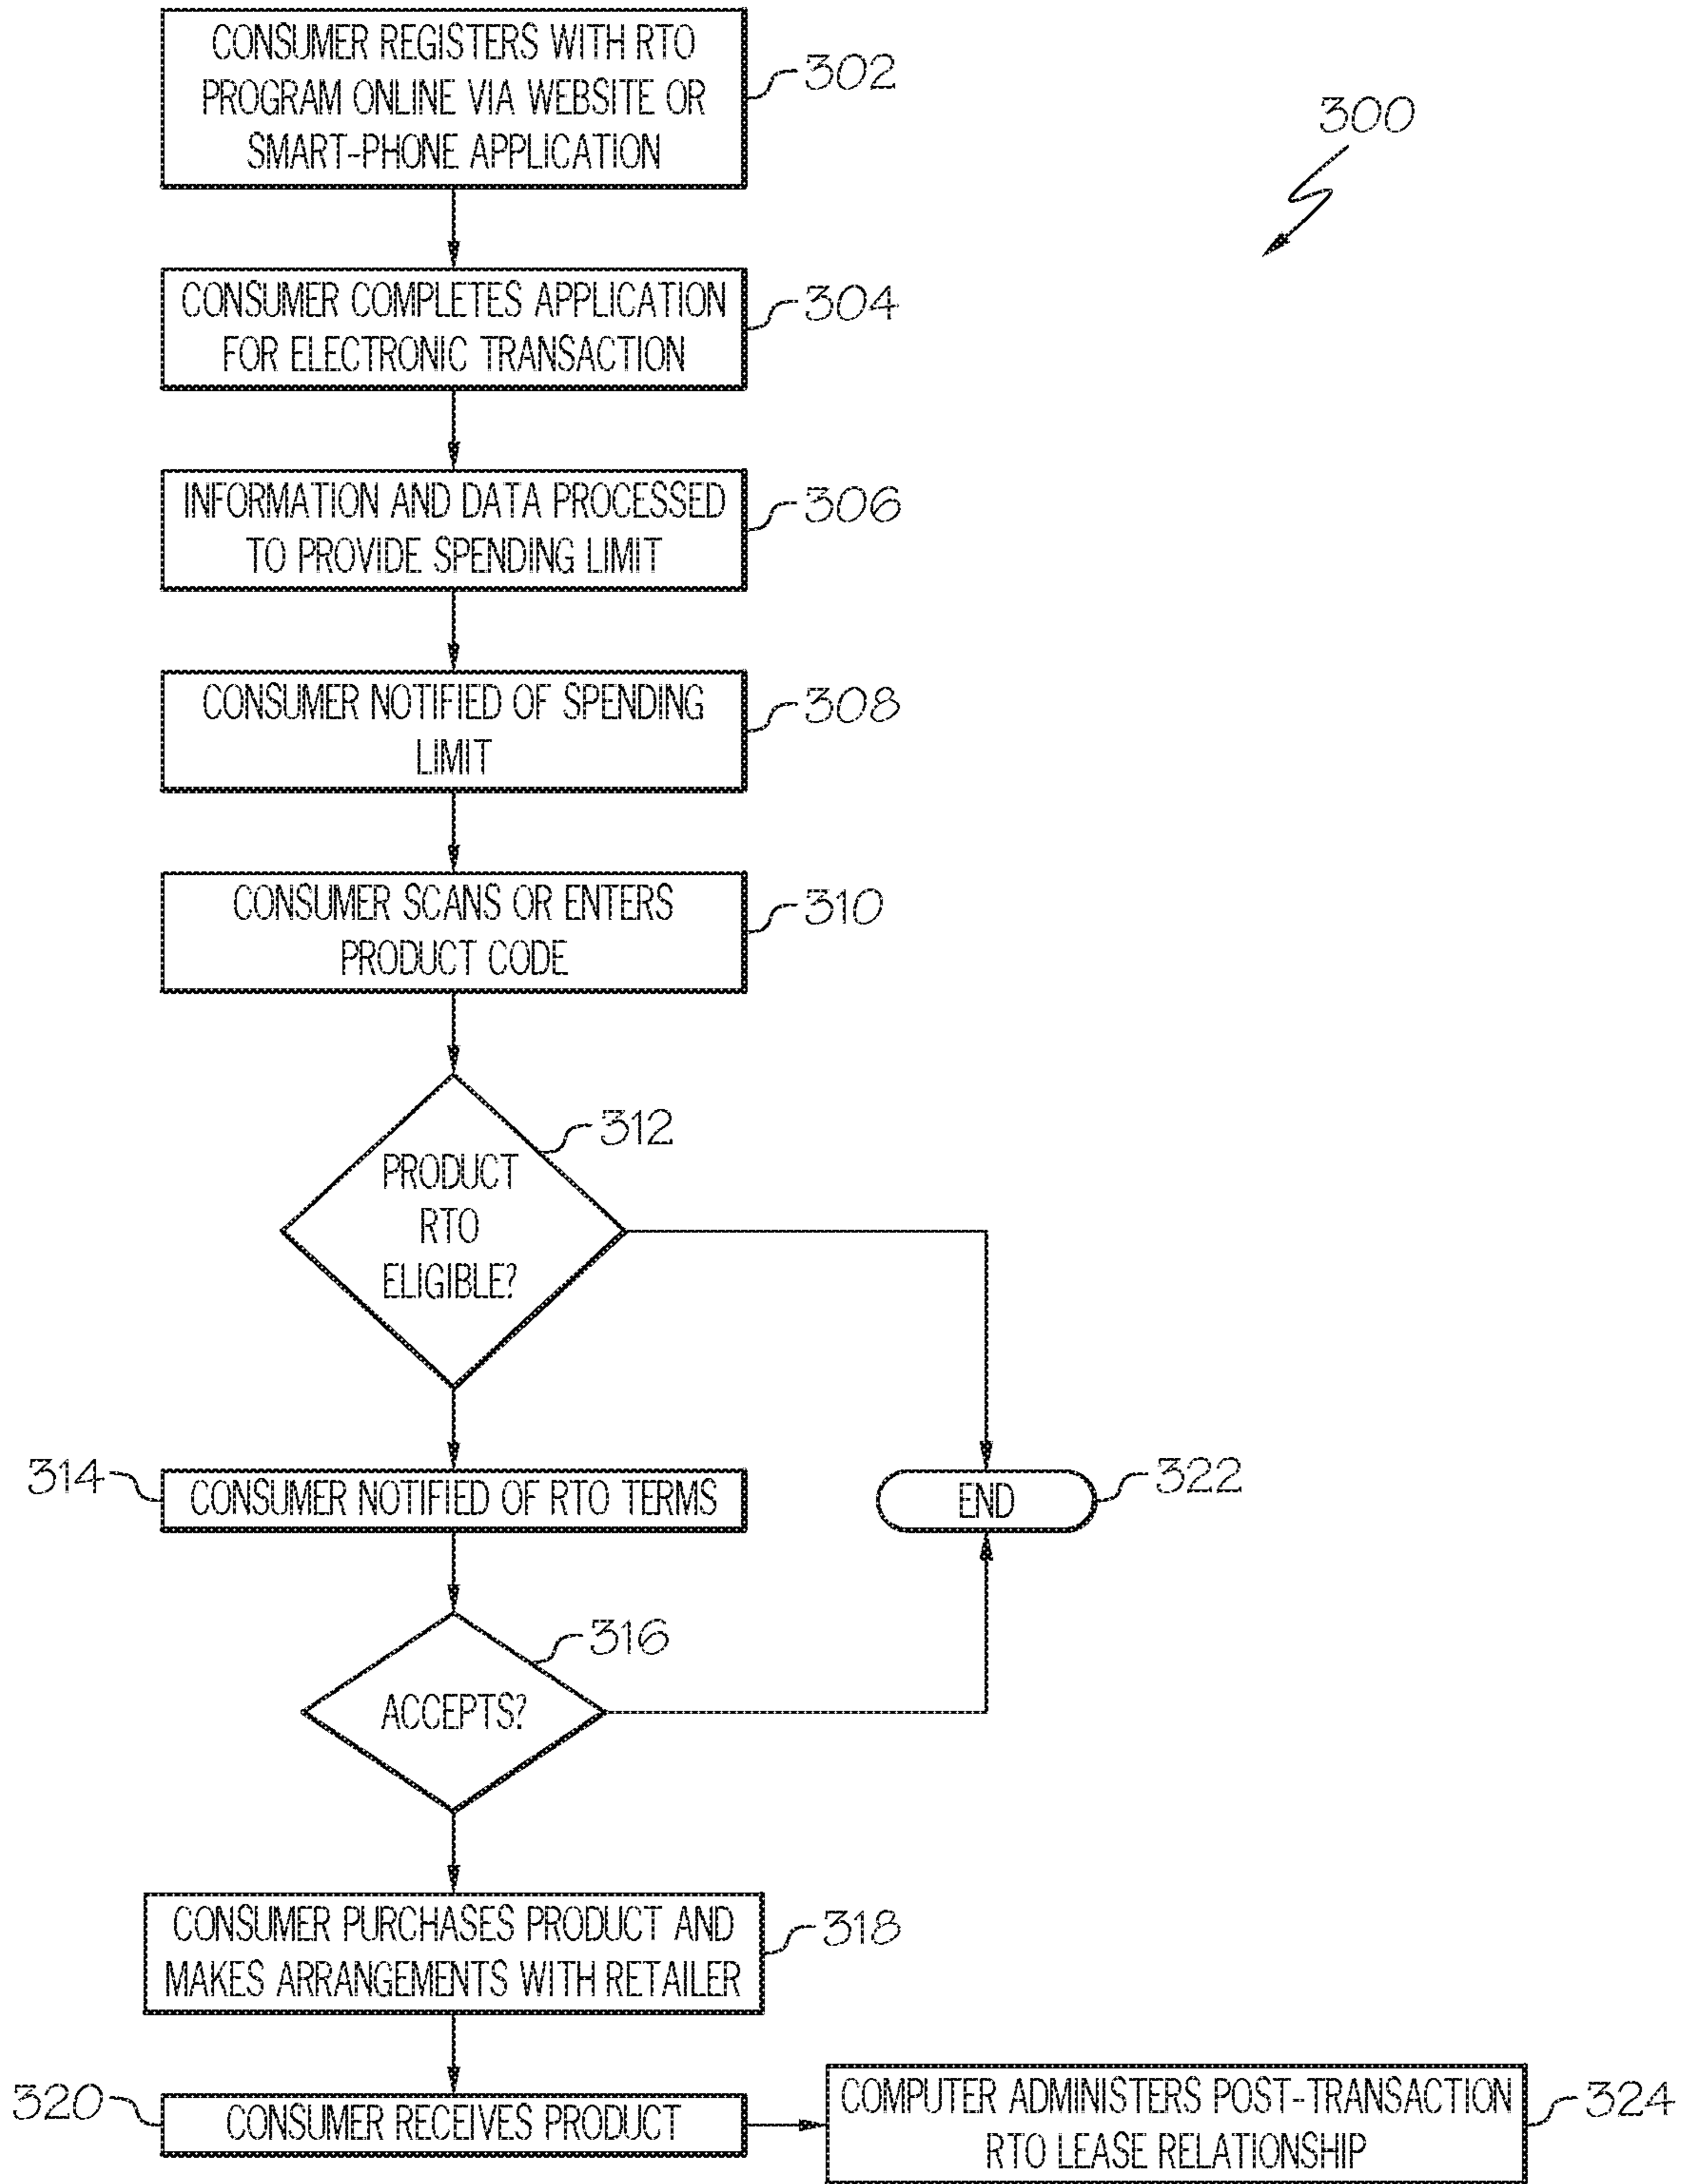 CONSUMER REGISTERS WITH RTO
PROGRAM ONLINE VIA WEBSITE OR
SMART-PHONE APPLICATION
302
300
CONSUMER COMPLETES APPLICATION
FOR ELECTRONIC TRANSACTION
304
INFORMATION AND DATA PROCESSED
TO PROVIDE SPENDING LIMIT
306
CONSUMER NOTIFIED OF SPENDING
LIMIT
308
CONSUMER SCANS OR ENTERS
PRODUCT CODE
310
312
PRODUCT
RTO
ELIGIBLE?
314
CONSUMER NOTIFIED OF RTO TERMS
END
322
316
ACCEPTS?
CONSUMER PURCHASES PRODUCT AND
MAKES ARRANGEMENTS WITH RETAILER
318
320
CONSUMER RECEIVES PRODUCT
COMPUTER ADMINISTERS POST-TRANSACTION
RTO LEASE RELATIONSHIP
324